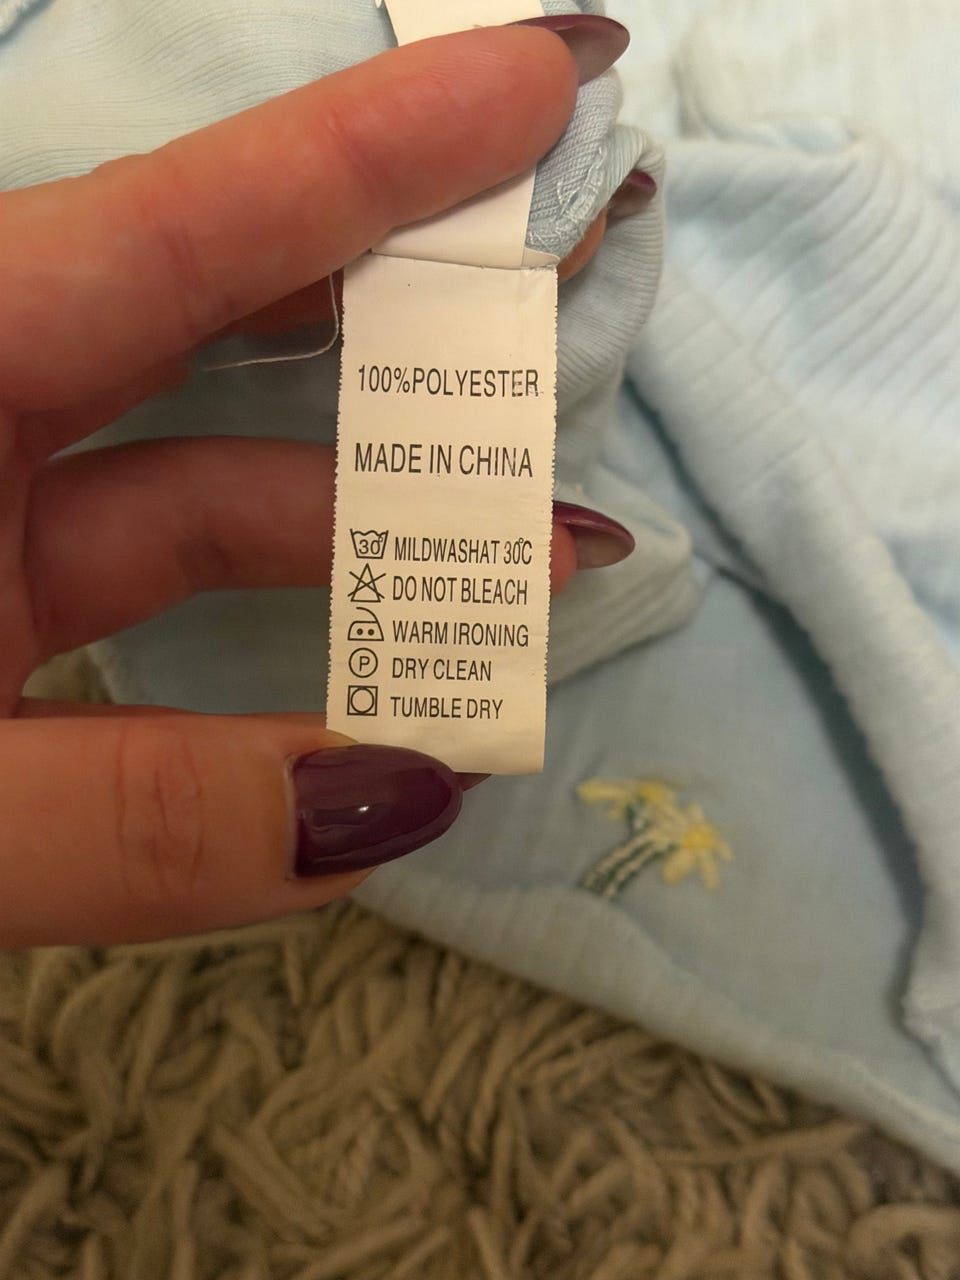 100%POLYESTER
MADE IN CHINA
30° MILDWASHAT 30℃
DO NOT BLEACH
WARM IRONING
P DRY CLEAN
TUMBLE DRY